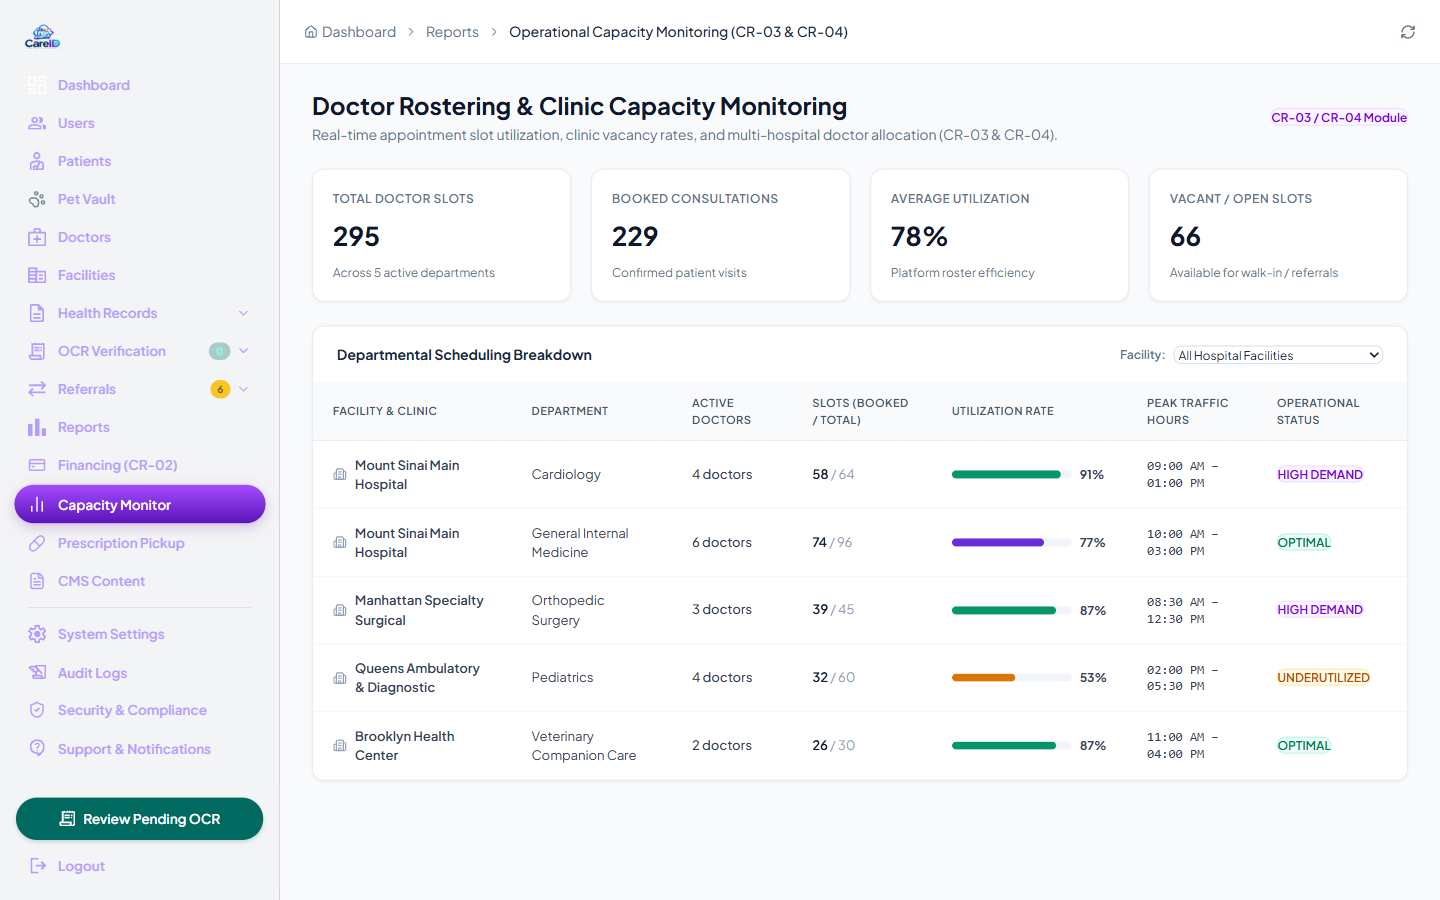 CareID
Dashboard
Users
Patients
Pet Vault
Doctors
Facilities
Health Records
OCR Verification 0
Referrals 6
Reports
Financing (CR-02)
Capacity Monitor
Prescription Pickup
CMS Content
System Settings
Audit Logs
Security & Compliance
Support & Notifications
Review Pending OCR
Logout
Dashboard > Reports > Operational Capacity Monitoring (CR-03 & CR-04)
Doctor Rostering & Clinic Capacity Monitoring
Real-time appointment slot utilization, clinic vacancy rates, and multi-hospital doctor allocation (CR-03 & CR-04).
CR-03 / CR-04 Module
TOTAL DOCTOR SLOTS
295
Across 5 active departments
BOOKED CONSULTATIONS
229
Confirmed patient visits
AVERAGE UTILIZATION
78%
Platform roster efficiency
VACANT / OPEN SLOTS
66
Available for walk-in / referrals
Departmental Scheduling Breakdown
Facility: All Hospital Facilities
FACILITY & CLINIC
DEPARTMENT
ACTIVE
DOCTORS
SLOTS (BOOKED
/ TOTAL)
UTILIZATION RATE
PEAK TRAFFIC
HOURS
OPERATIONAL
STATUS
Mount Sinai Main
Hospital
Cardiology
4 doctors
58 / 64
91%
09:00 AM –
01:00 PM
HIGH DEMAND
Mount Sinai Main
Hospital
General Internal
Medicine
6 doctors
74 / 96
77%
10:00 AM –
03:00 PM
OPTIMAL
Manhattan Specialty
Surgical
Orthopedic
Surgery
3 doctors
39 / 45
87%
08:30 AM –
12:30 PM
HIGH DEMAND
Queens Ambulatory
& Diagnostic
Pediatrics
4 doctors
32 / 60
53%
02:00 PM –
05:30 PM
UNDERUTILIZED
Brooklyn Health
Center
Veterinary
Companion Care
2 doctors
26 / 30
87%
11:00 AM –
04:00 PM
OPTIMAL